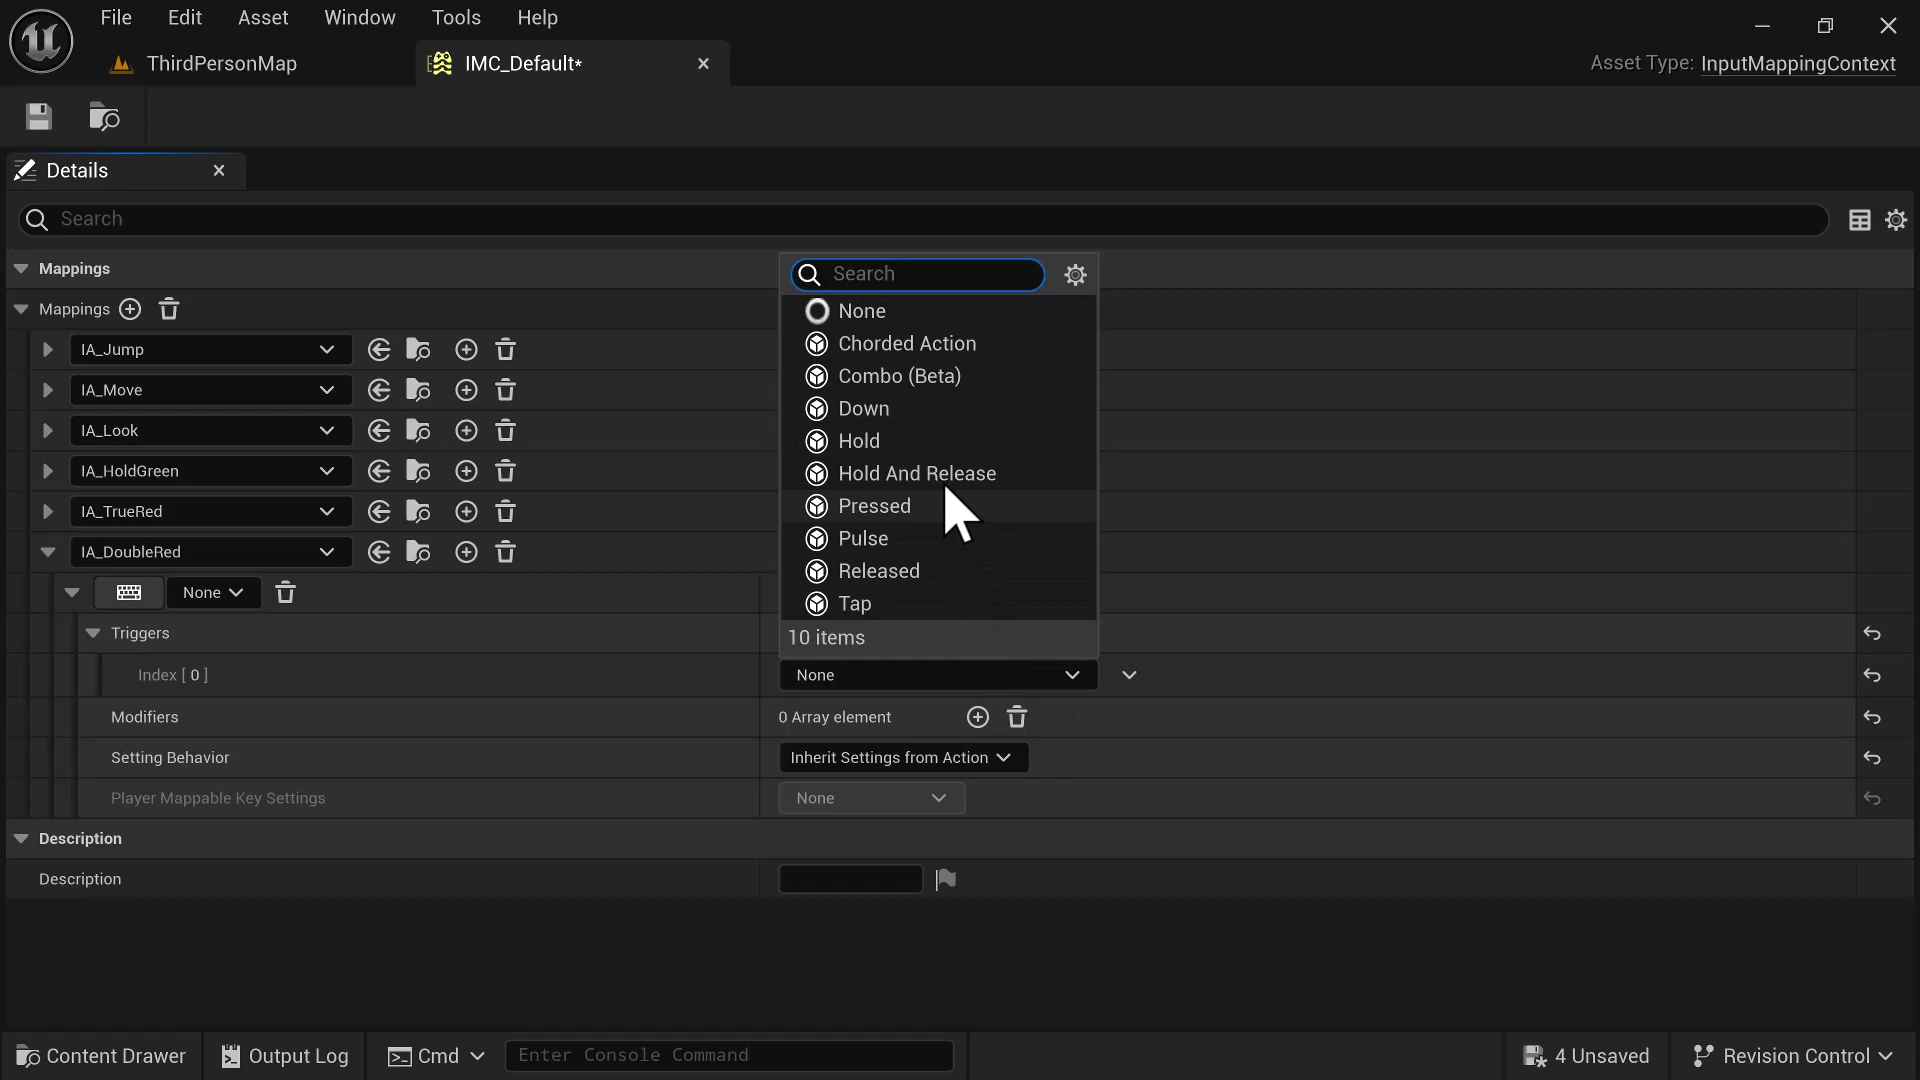 File Edit Asset Window Tools Help
ThirdPersonMap
IMC_Default*
Asset Type: InputMappingContext
Details
Search
Mappings
Mappings
IA_Jump
IA_Move
IA_Look
IA_HoldGreen
IA_TrueRed
IA_DoubleRed
None
Search
None
Chorded Action
Combo (Beta)
Down
Hold
Hold And Release
Pressed
Pulse
Released
Tap
10 items
Triggers
Index [ 0 ] None
Modifiers 0 Array element
Setting Behavior Inherit Settings from Action
Player Mappable Key Settings None
Description
Description
Content Drawer Output Log Cmd Enter Console Command 4 Unsaved Revision Control